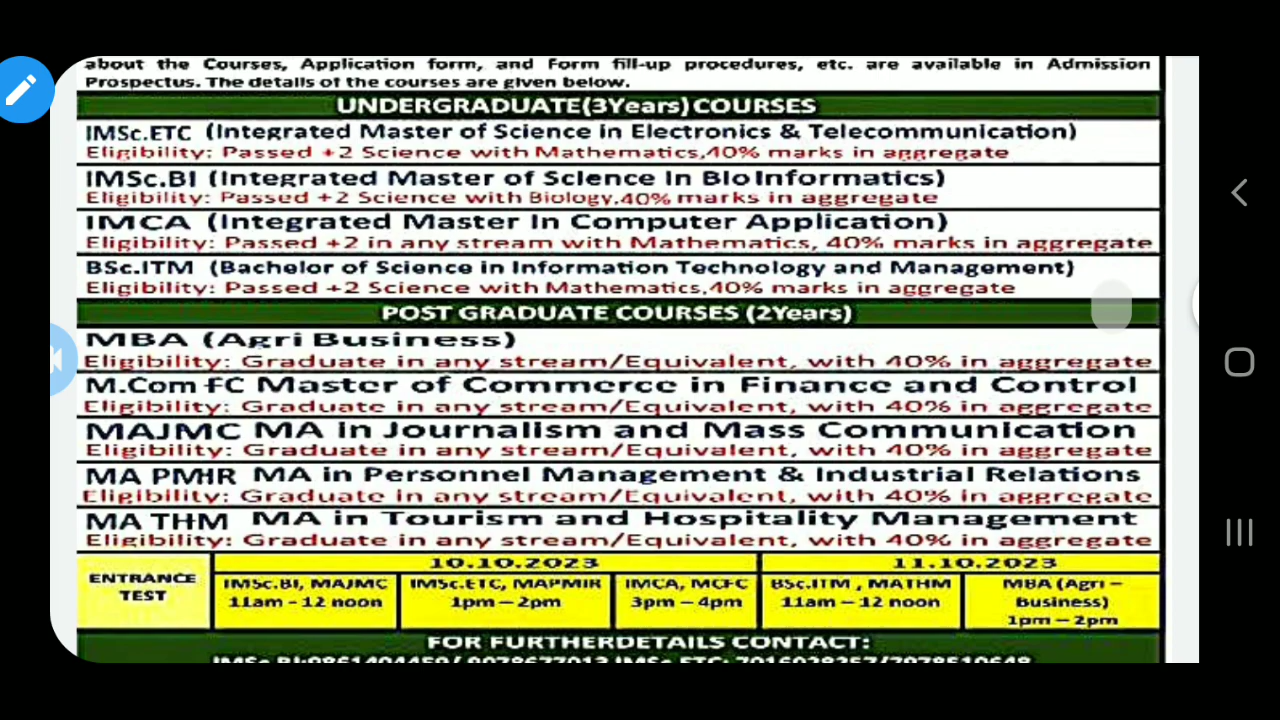 about the Courses, Application form, and Form fill-up procedures, etc. are available in Admission
Prospectus. The details of the courses are given below.
UNDERGRADUATE(3Years) COURSES
IMSc.ETC (Integrated Master of Science in Electronics & Telecommunication)
Eligibility: Passed +2 Science with Mathematics,40% marks in aggregate
IMSc.BI (Integrated Master of Science In BioInformatics)
Eligibility: Passed +2 Science with Biology,40% marks in aggregate
IMCA (Integrated Master In Computer Application)
Eligibility: Passed +2 in any stream with Mathematics, 40% marks in aggregate
BSc.ITM (Bachelor of Science in Information Technology and Management)
Eligibility: Passed +2 Science with Mathematics,40% marks in aggregate
POST GRADUATE COURSES (2Years)
MBA (Agri Business)
Eligibility: Graduate in any stream/Equivalent, with 40% in aggregate
M.Com FC Master of Commerce in Finance and Control
Eligibility: Graduate in any stream/Equivalent, with 40% in aggregate
MAJMC MA in Journalism and Mass Communication
Eligibility: Graduate in any stream/Equivalent, with 40% in aggregate
MA PMIR MA in Personnel Management & Industrial Relations
Eligibility: Graduate in any stream/Equivalent, with 40% in aggregate
MA THM MA in Tourism and Hospitality Management
Eligibility: Graduate in any stream/Equivalent, with 40% in aggregate
ENTRANCE TEST
10.10.2023 11.10.2023
IMSc.BI, MAJMC IMSc.ETC, MAPMIR IMCA, MCFC BSc.ITM , MATHM MBA (Agri –
11am - 12 noon 1pm – 2pm 3pm – 4pm 11am – 12 noon Business)
1pm – 2pm
FOR FURTHERDETAILS CONTACT: